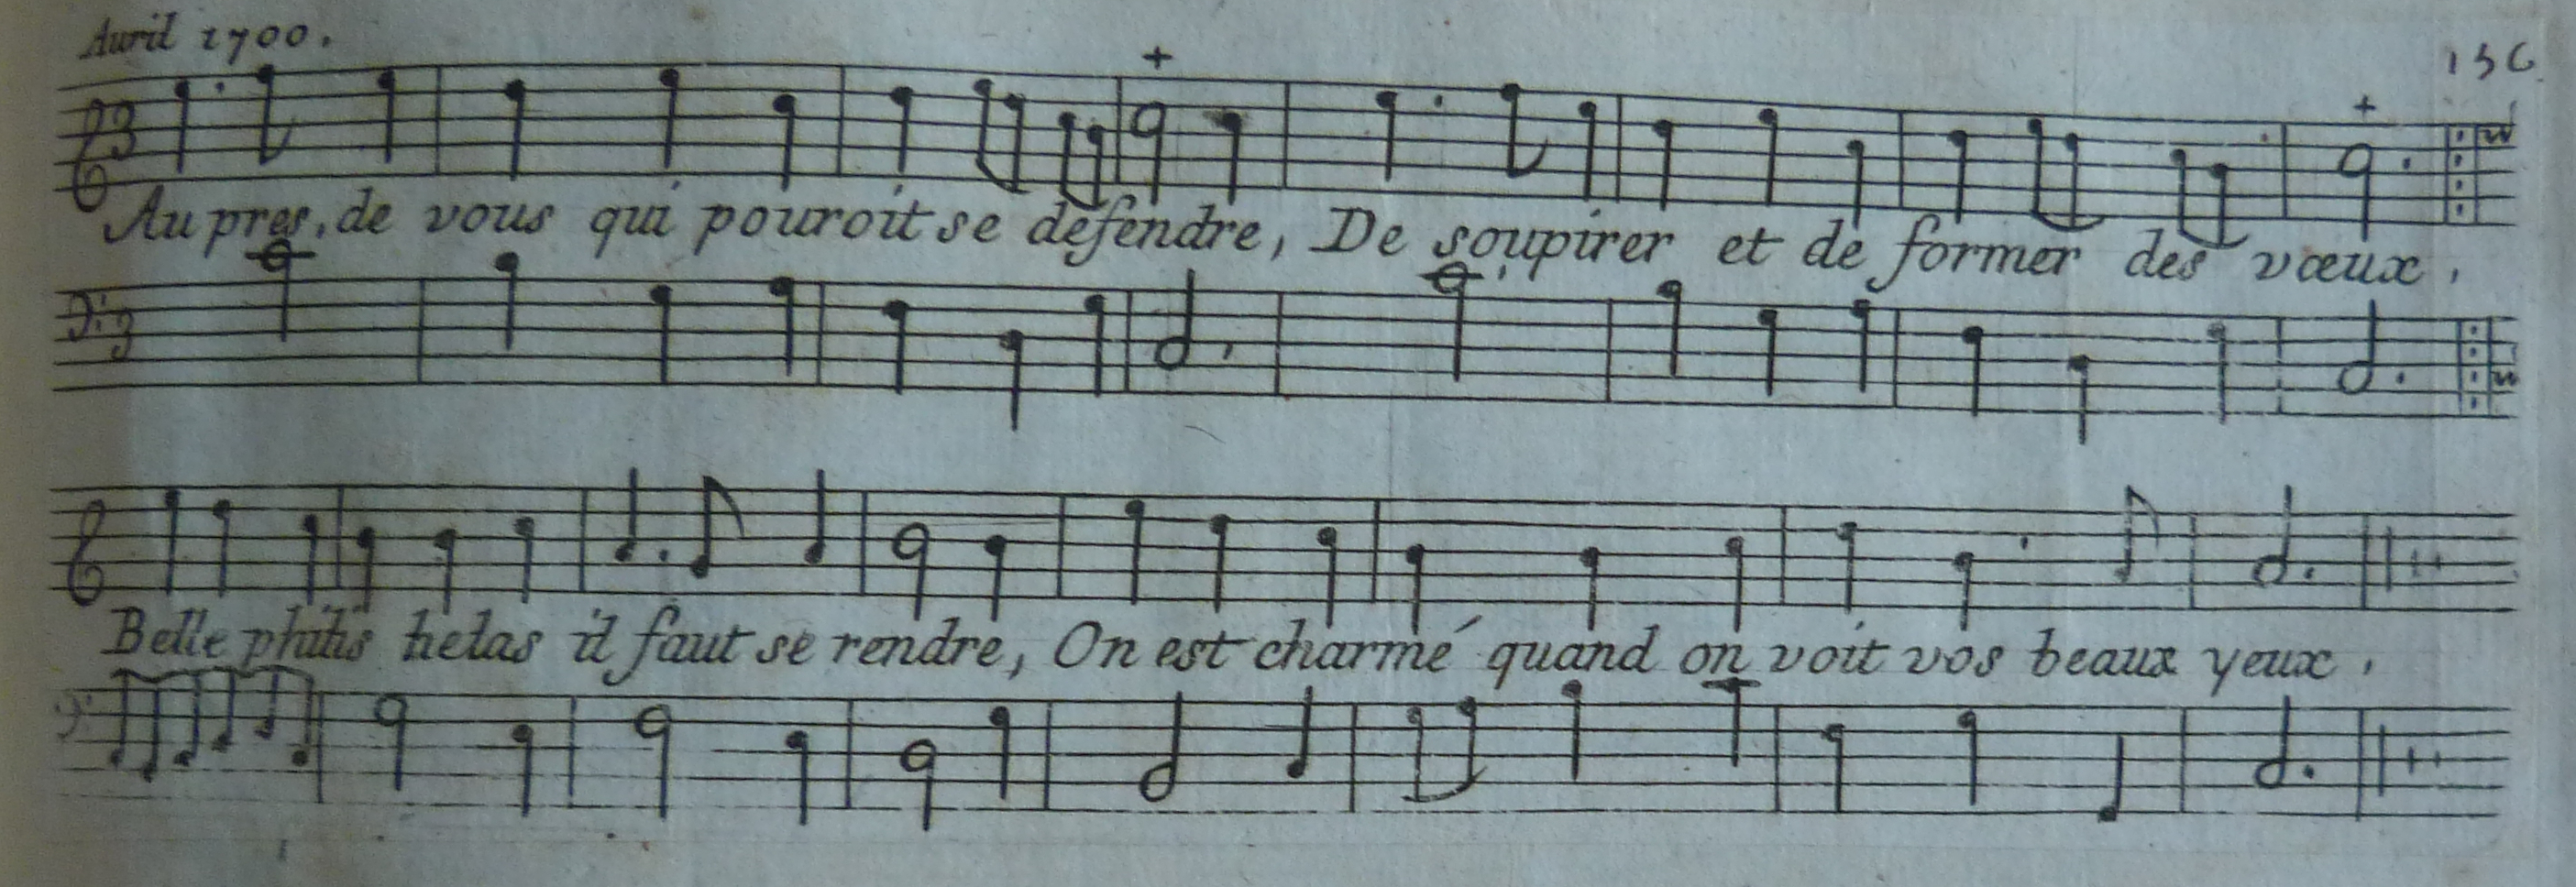 Avril 1700.
136
Aupres, de vous qui pouroit se defendre, De soupirer et de former des vœux,
Belle philis helas il faut se rendre, On est charmé quand on voit vos beaux yeux.